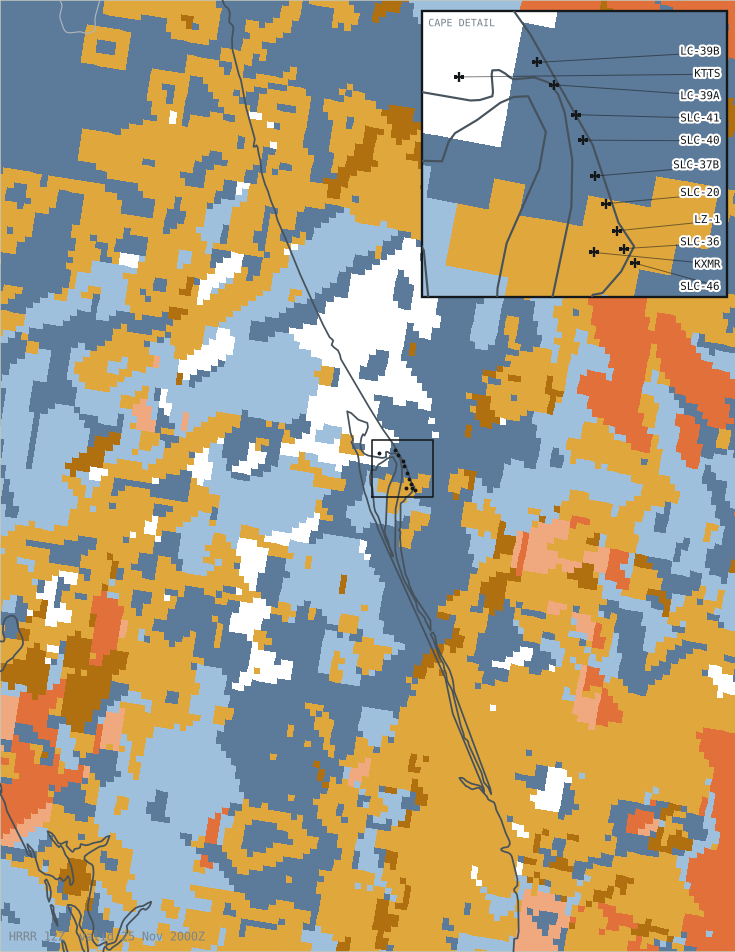 CAPE DETAIL
LC-39B
KTTS
LC-39A
SLC-41
SLC-40
SLC-37B
SLC-20
LZ-1
SLC-36
KXMR
SLC-46
HRRR 25 Nov 2000Z